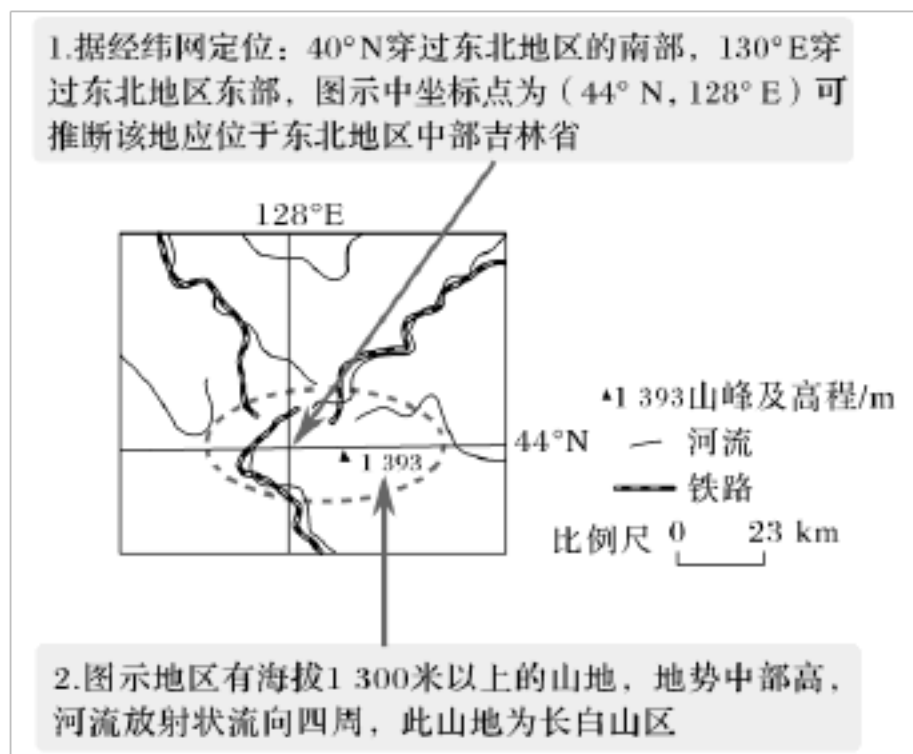 1.据经纬网定位：40°N穿过东北地区的南部，130°E穿
过东北地区东部，图示中坐标点为（44° N，128° E）可
推断该地应位于东北地区中部吉林省
128°E
44°N
▲1 393
▲1 393山峰及高程/m
河流
铁路
比例尺 0 23 km
2.图示地区有海拔1 300米以上的山地，地势中部高，
河流放射状流向四周，此山地为长白山区